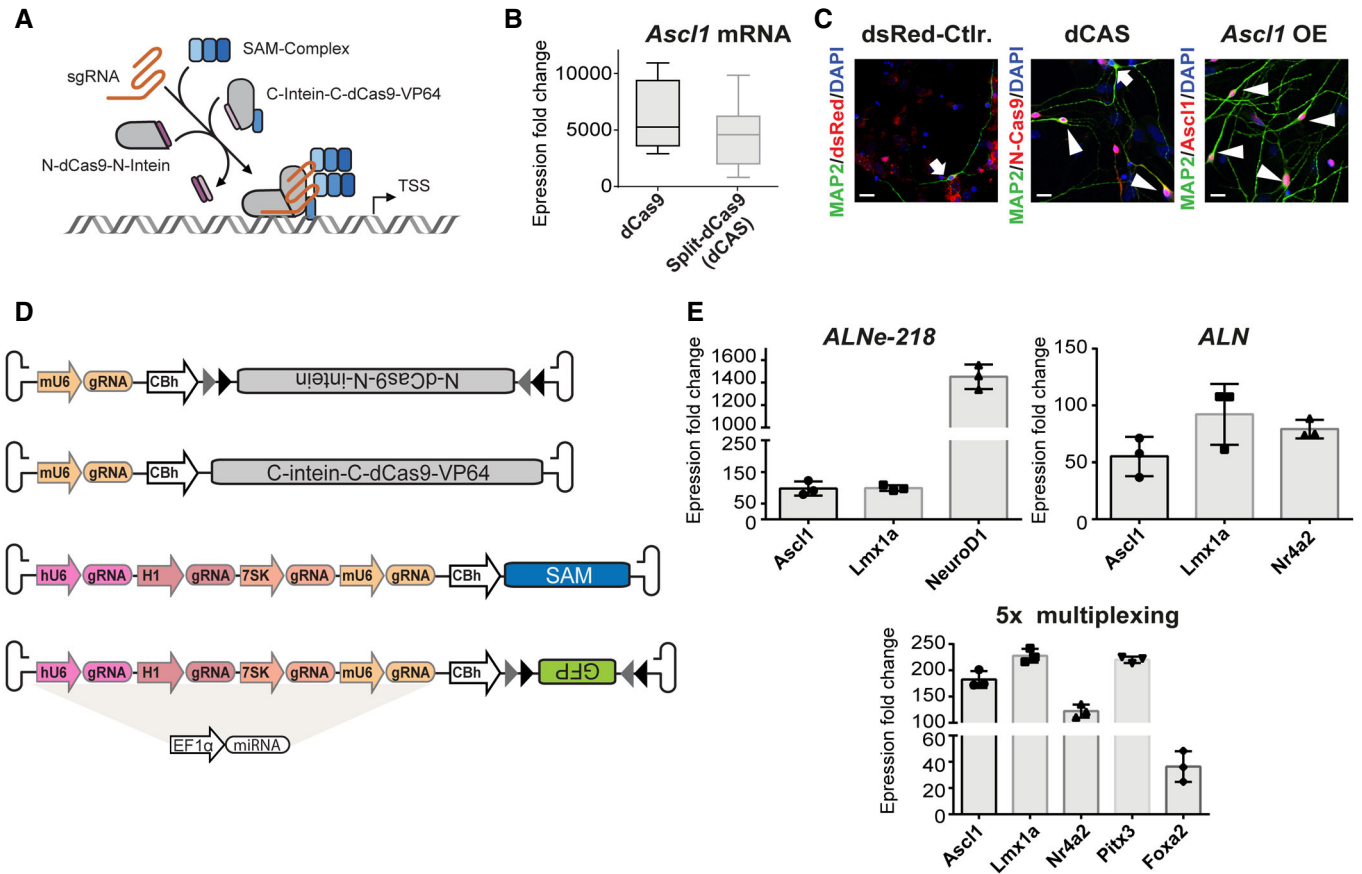 A
SAM-Complex
sgRNA
C-Intein-C-dCas9-VP64
N-dCas9-N-Intein
TSS
B
Ascl1 mRNA
Epression fold change
10000
5000
0
dCas9
Split-dCas9
(dCAS)
C
dsRed-Ctlr.
dCAS
Ascl1 OE
MAP2/dsRed/DAPI
MAP2/N-Cas9/DAPI
MAP2/Ascl1/DAPI
D
mU6 gRNA CBh N-dCas9-N-intein
mU6 gRNA CBh C-intein-C-dCas9-VP64
hU6 gRNA H1 gRNA 7SK gRNA mU6 gRNA CBh SAM
hU6 gRNA H1 gRNA 7SK gRNA mU6 gRNA CBh GFP
EF1α miRNA
E
ALNe-218
Epression fold change
1600
1400
1200
1000
250
150
100
50
0
Ascl1
Lmx1a
NeuroD1
ALN
Epression fold change
150
100
50
0
Ascl1
Lmx1a
Nr4a2
5x multiplexing
Epression fold change
250
200
150
100
60
40
20
0
Ascl1
Lmx1a
Nr4a2
Pitx3
Foxa2